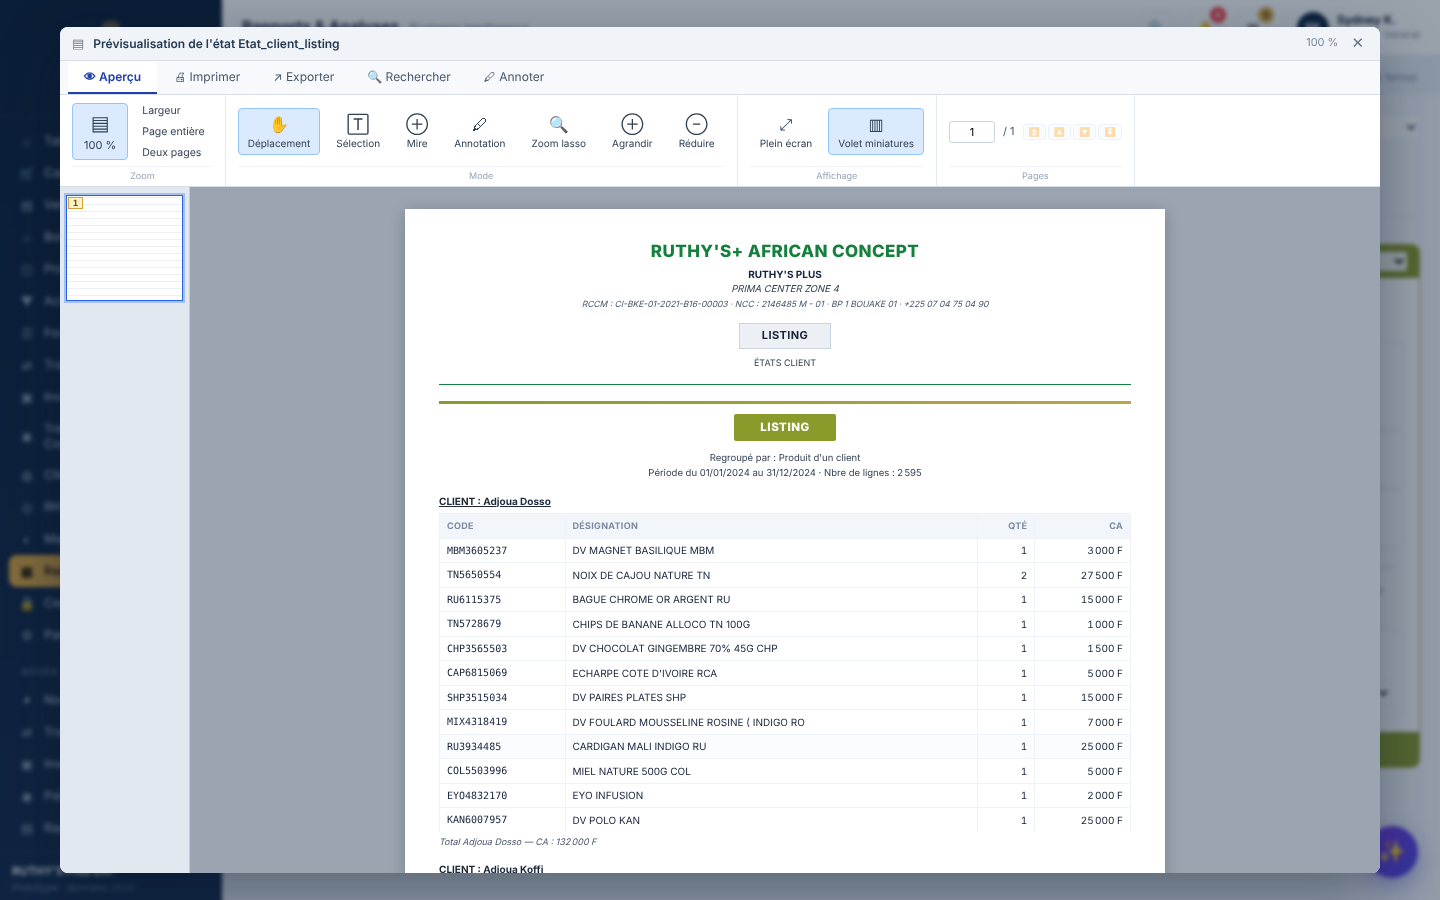 Prévisualisation de l'état Etat_client_listing
100 %
Aperçu
Imprimer
Exporter
Rechercher
Annoter
100 %
Largeur
Page entière
Deux pages
Zoom
Déplacement
Sélection
Mire
Annotation
Zoom lasso
Agrandir
Réduire
Mode
Plein écran
Volet miniatures
Affichage
1 / 1
Pages
1
RUTHY'S+ AFRICAN CONCEPT
RUTHY'S PLUS
PRIMA CENTER ZONE 4
RCCM : CI-BKE-01-2021-B16-00003 · NCC : 2146485 M - 01 · BP 1 BOUAKE 01 · +225 07 04 75 04 90
LISTING
ÉTATS CLIENT
LISTING
Regroupé par : Produit d'un client
Période du 01/01/2024 au 31/12/2024 · Nbre de lignes : 2 595
CLIENT : Adjoua Dosso
CODE DÉSIGNATION QTÉ CA
MBM3605237 DV MAGNET BASILIQUE MBM 1 3 000 F
TN5650554 NOIX DE CAJOU NATURE TN 2 27 500 F
RU6115375 BAGUE CHROME OR ARGENT RU 1 15 000 F
TN5728679 CHIPS DE BANANE ALLOCO TN 100G 1 1 000 F
CHP3565503 DV CHOCOLAT GINGEMBRE 70% 45G CHP 1 1 500 F
CAP6815069 ECHARPE COTE D'IVOIRE RCA 1 5 000 F
SHP3515034 DV PAIRES PLATES SHP 1 15 000 F
MIX4318419 DV FOULARD MOUSSELINE ROSINE ( INDIGO RO 1 7 000 F
RU3934485 CARDIGAN MALI INDIGO RU 1 25 000 F
COL5503996 MIEL NATURE 500G COL 1 5 000 F
EYO4832170 EYO INFUSION 1 2 000 F
KAN6007957 DV POLO KAN 1 25 000 F
Total Adjoua Dosso — CA : 132 000 F
CLIENT : Adjoua Koffi